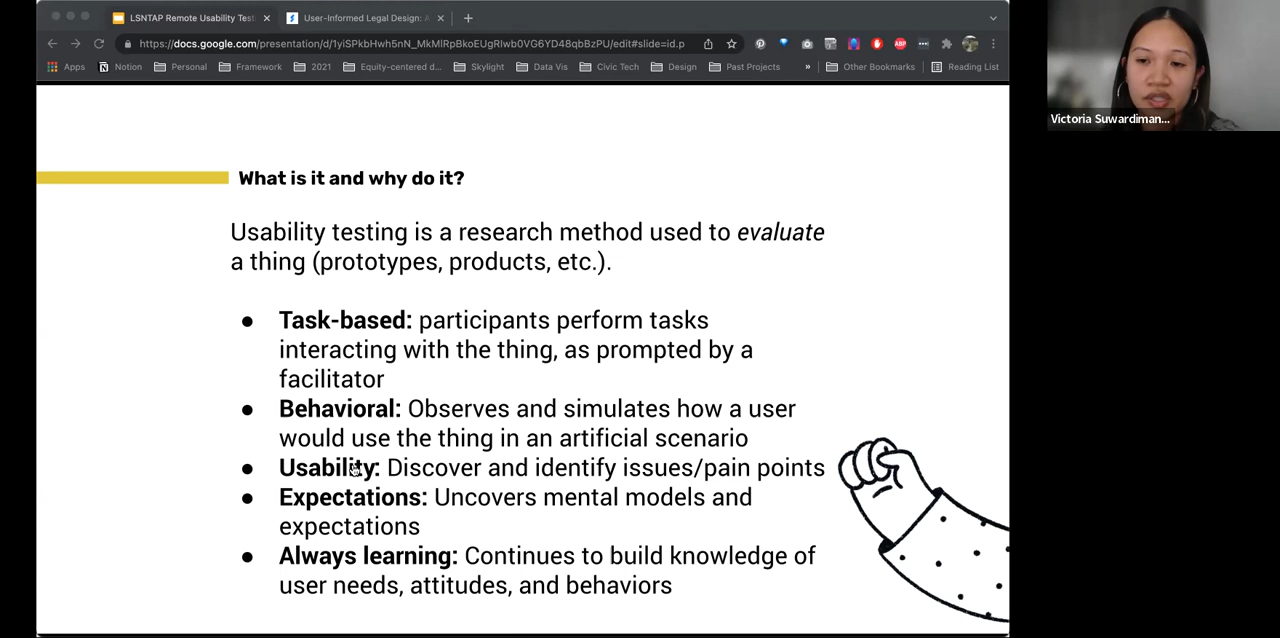 LSNTAP Remote Usability Test
User-Informed Legal Design: A
https://docs.google.com/presentation/d/1yiSPkbHwh5nN_MkMlRpBkoEUgRlwb0VG6YD48qbBzPU/edit#slide=id.p
Apps Notion Personal Framework 2021 Equity-centered d... Skylight Data Vis Civic Tech Design Past Projects » Other Bookmarks Reading List
Victoria Suwardiman...
What is it and why do it?
Usability testing is a research method used to evaluate
a thing (prototypes, products, etc.).
● Task-based: participants perform tasks
interacting with the thing, as prompted by a
facilitator
● Behavioral: Observes and simulates how a user
would use the thing in an artificial scenario
● Usability: Discover and identify issues/pain points
● Expectations: Uncovers mental models and
expectations
● Always learning: Continues to build knowledge of
user needs, attitudes, and behaviors